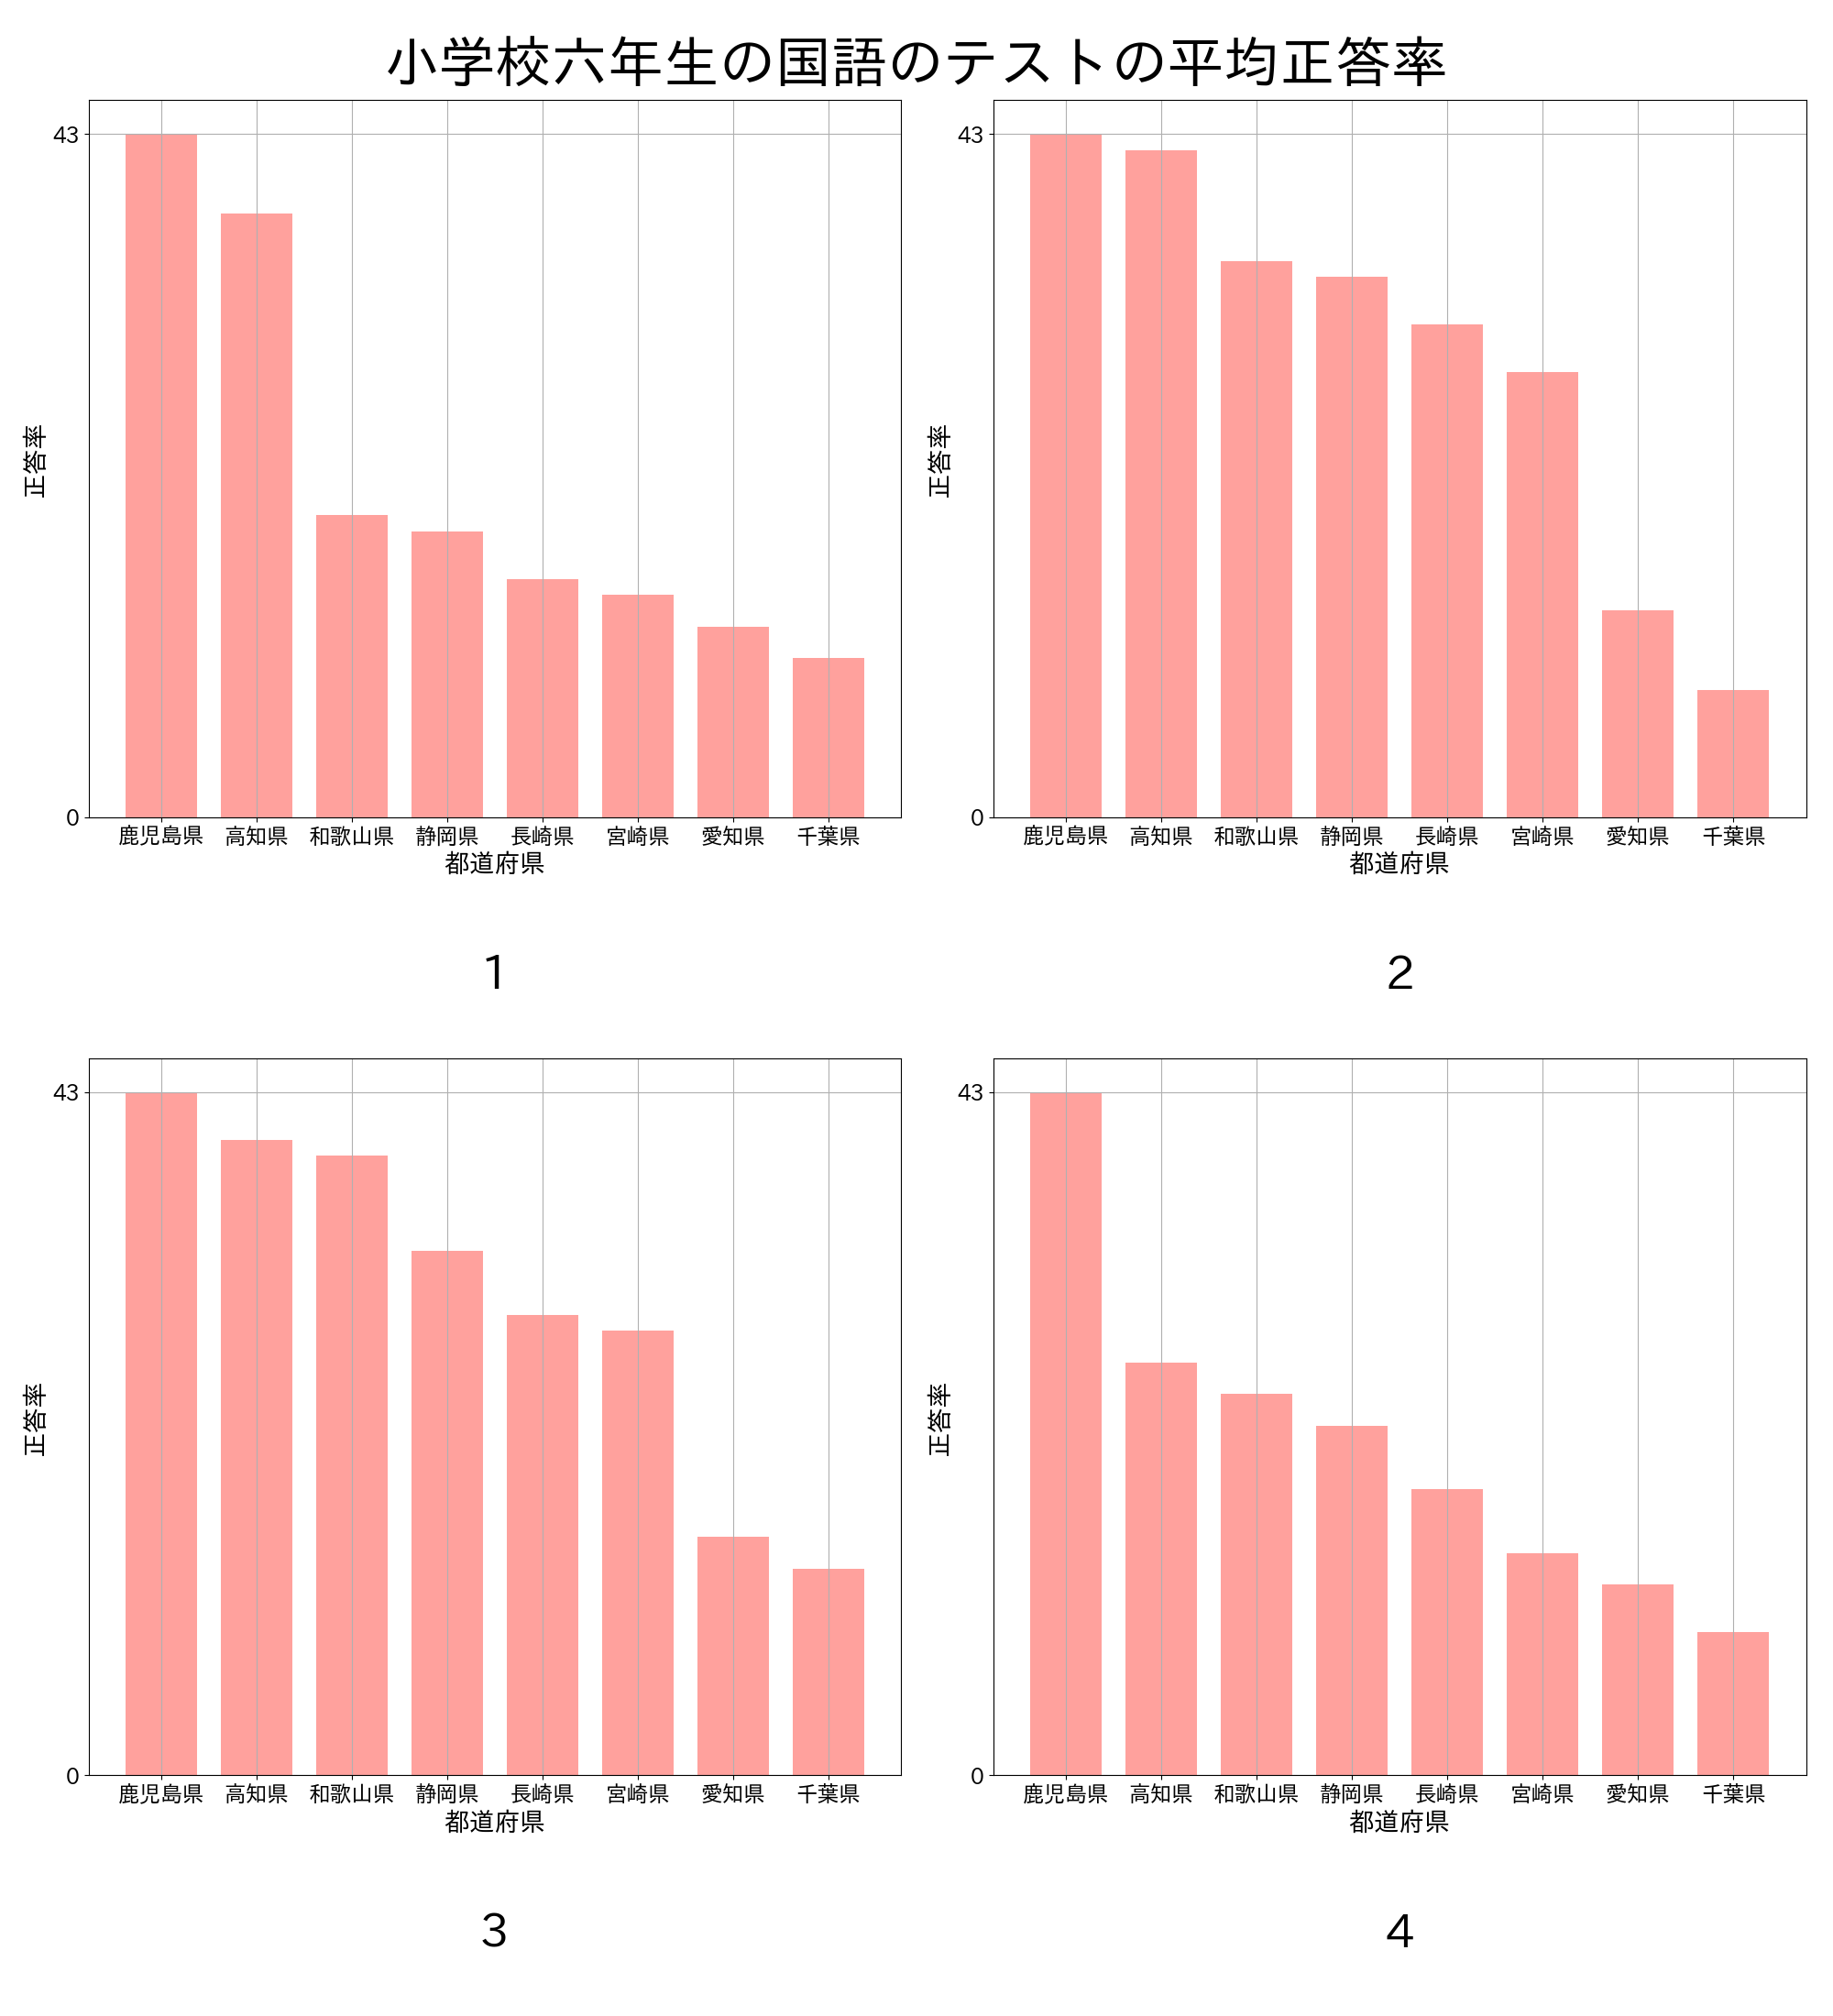 小学校六年生の国語のテストの平均正答率
43
0
正答率
鹿児島県 高知県 和歌山県 静岡県 長崎県 宮崎県 愛知県 千葉県
都道府県
1
43
0
正答率
鹿児島県 高知県 和歌山県 静岡県 長崎県 宮崎県 愛知県 千葉県
都道府県
2
43
0
正答率
鹿児島県 高知県 和歌山県 静岡県 長崎県 宮崎県 愛知県 千葉県
都道府県
3
43
0
正答率
鹿児島県 高知県 和歌山県 静岡県 長崎県 宮崎県 愛知県 千葉県
都道府県
4